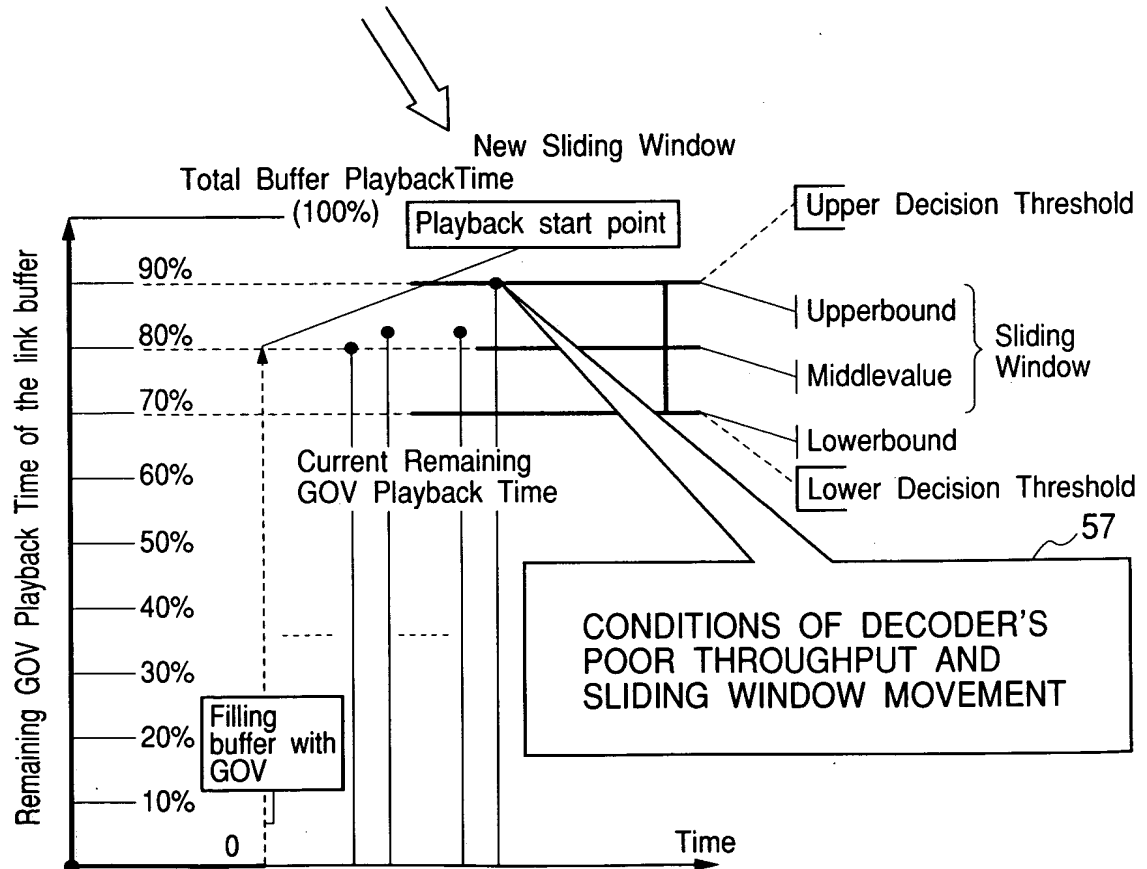 New Sliding Window
Total Buffer PlaybackTime
(100%)
Playback start point
Upper Decision Threshold
90%
Upperbound
80%
Sliding
Window
Middlevalue
70%
Lowerbound
Current Remaining
GOV Playback Time
60%
Lower Decision Threshold
57
50%
40%
CONDITIONS OF DECODER'S
POOR THROUGHPUT AND
SLIDING WINDOW MOVEMENT
30%
Filling
buffer with
GOV
20%
10%
0
Time
Remaining GOV Playback Time of the link buffer